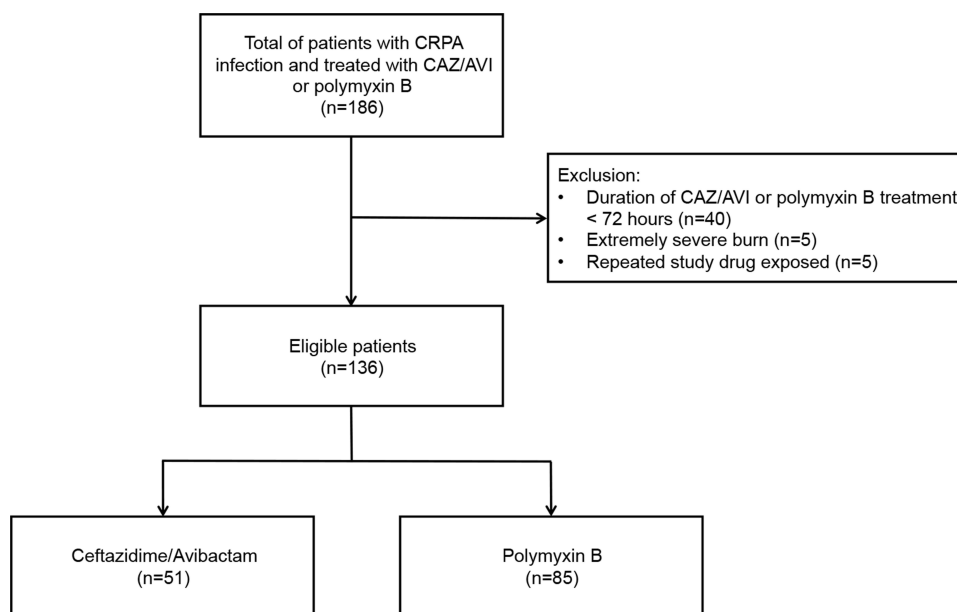 Total of patients with CRPA
infection and treated with CAZ/AVI
or polymyxin B
(n=186)
Exclusion:
• Duration of CAZ/AVI or polymyxin B treatment
< 72 hours (n=40)
• Extremely severe burn (n=5)
• Repeated study drug exposed (n=5)
Eligible patients
(n=136)
Ceftazidime/Avibactam
(n=51)
Polymyxin B
(n=85)